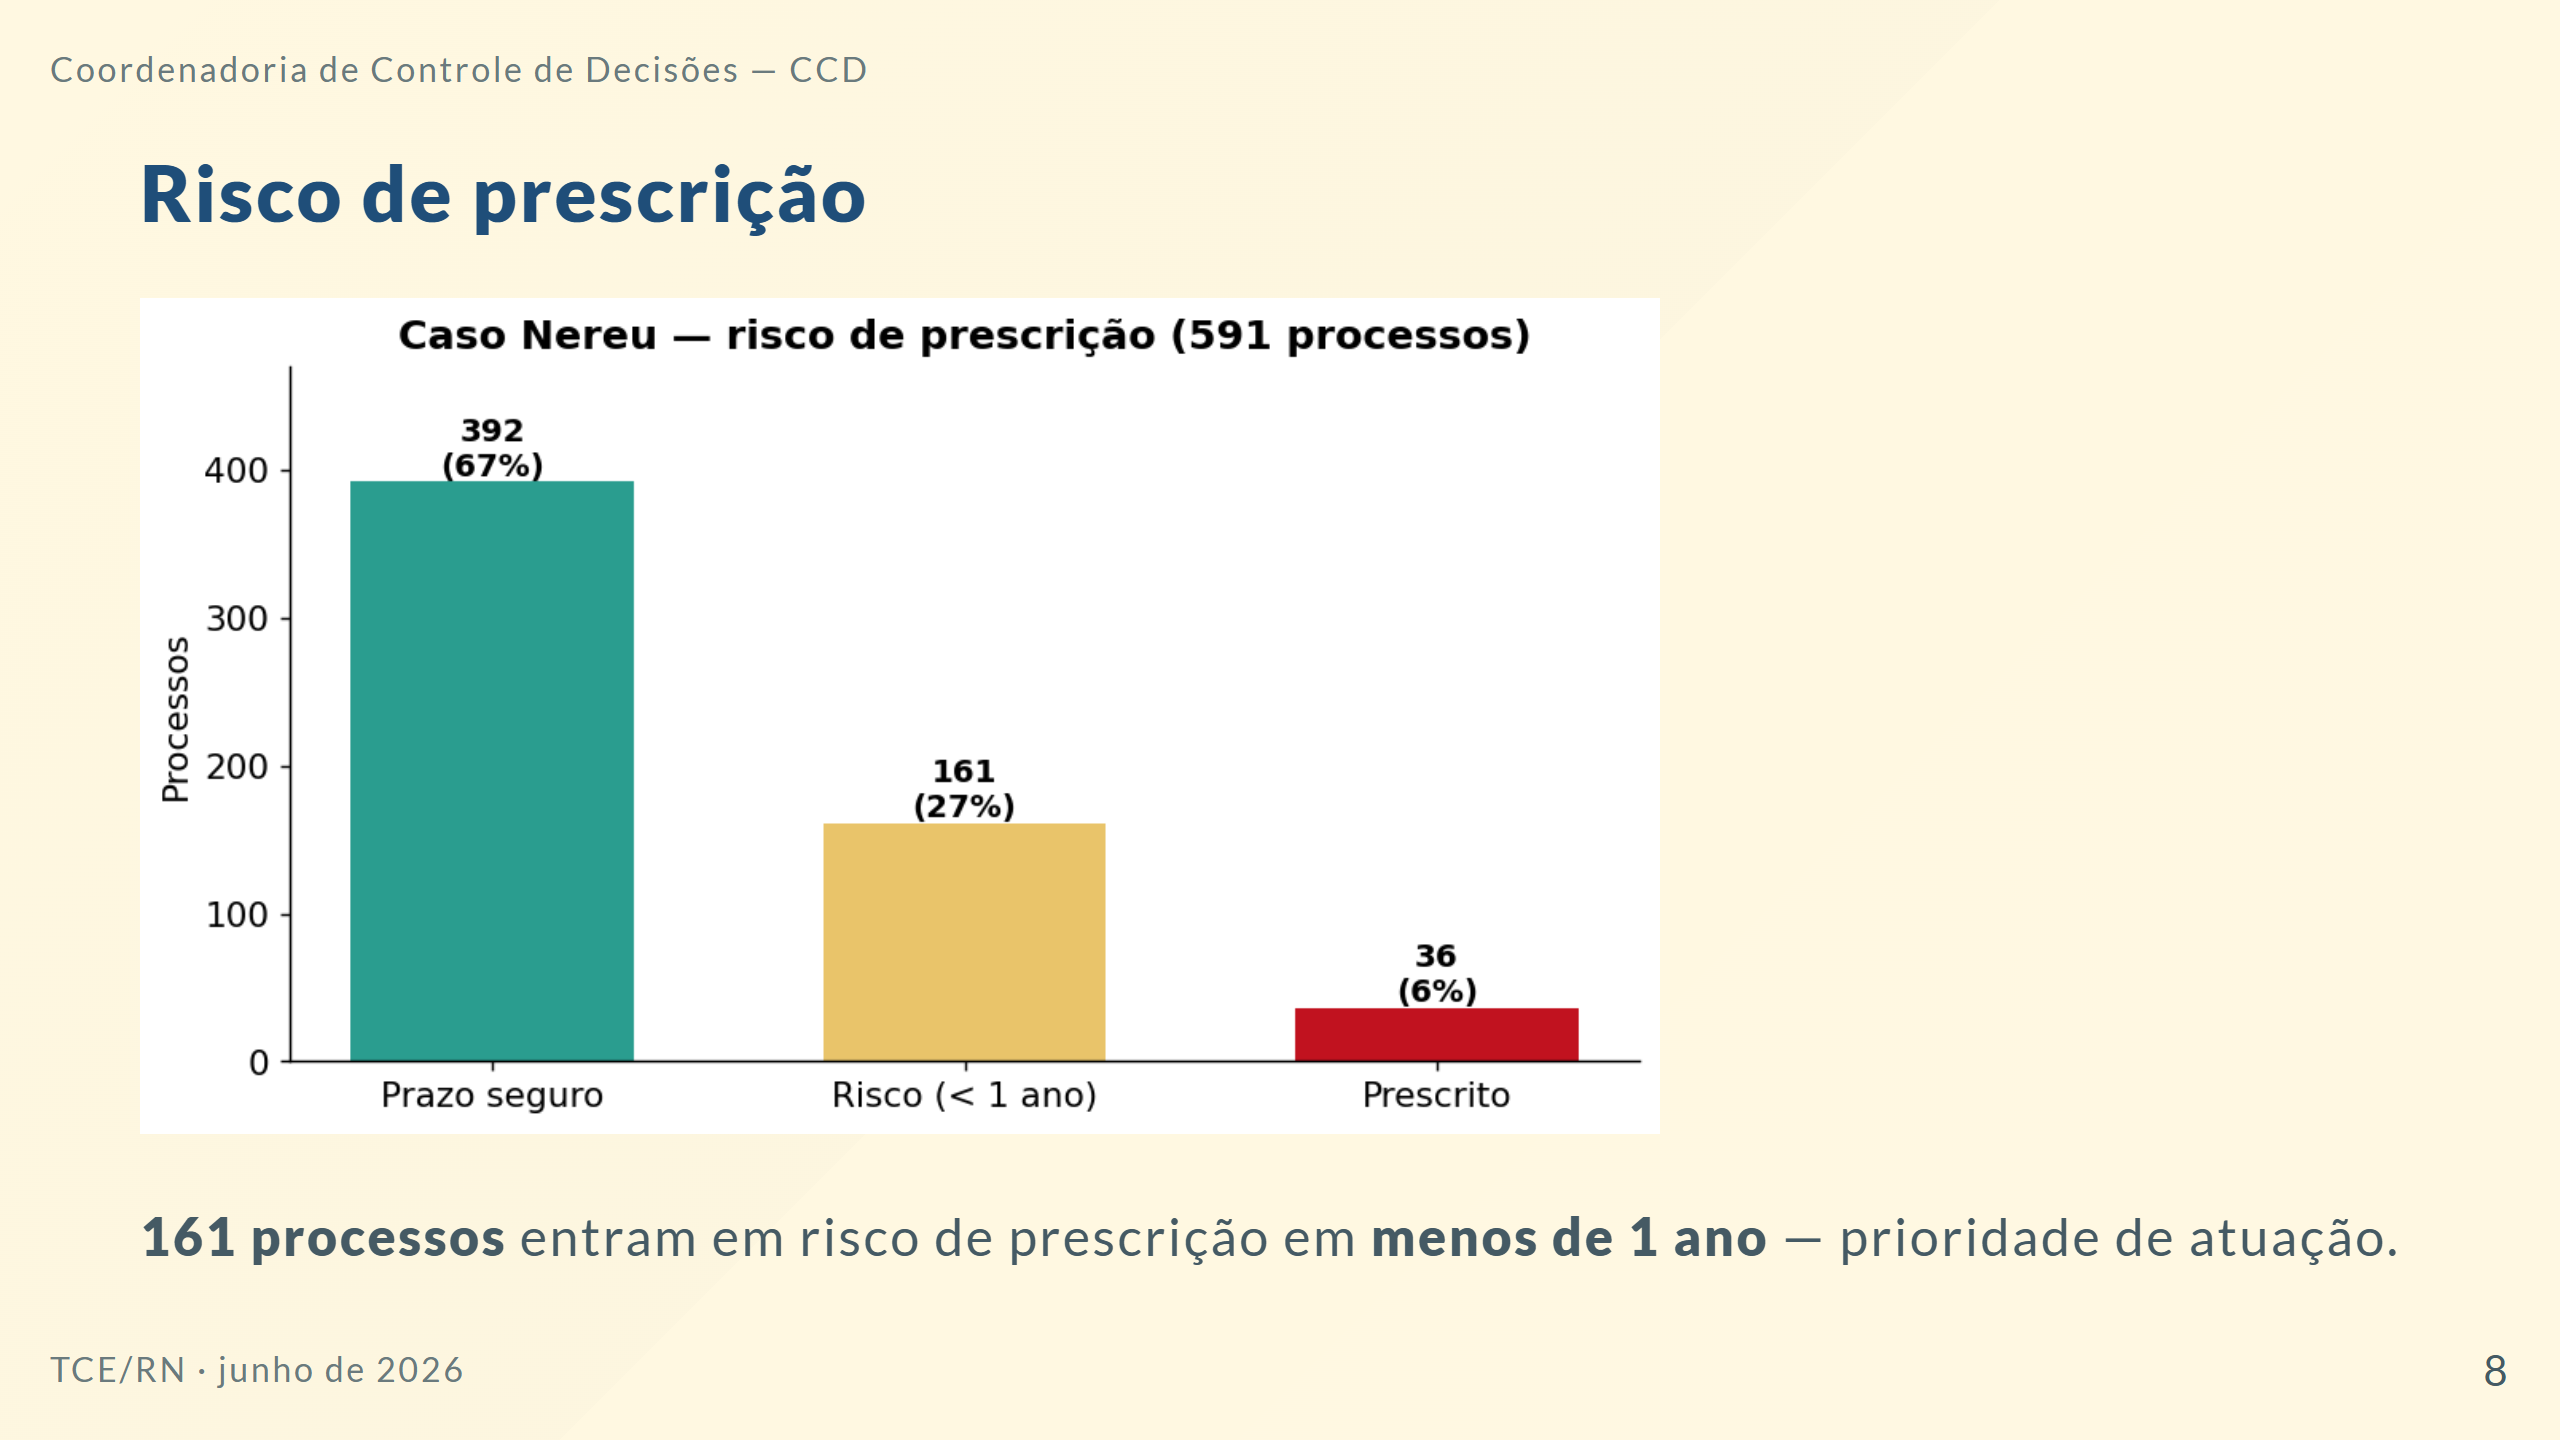 Coordenadoria de Controle de Decisões — CCD
Risco de prescrição
Caso Nereu — risco de prescrição (591 processos)
392
(67%)
161
(27%)
36
(6%)
Processos
400
300
200
100
0
Prazo seguro
Risco (< 1 ano)
Prescrito
161 processos entram em risco de prescrição em menos de 1 ano — prioridade de atuação.
TCE/RN · junho de 2026
8